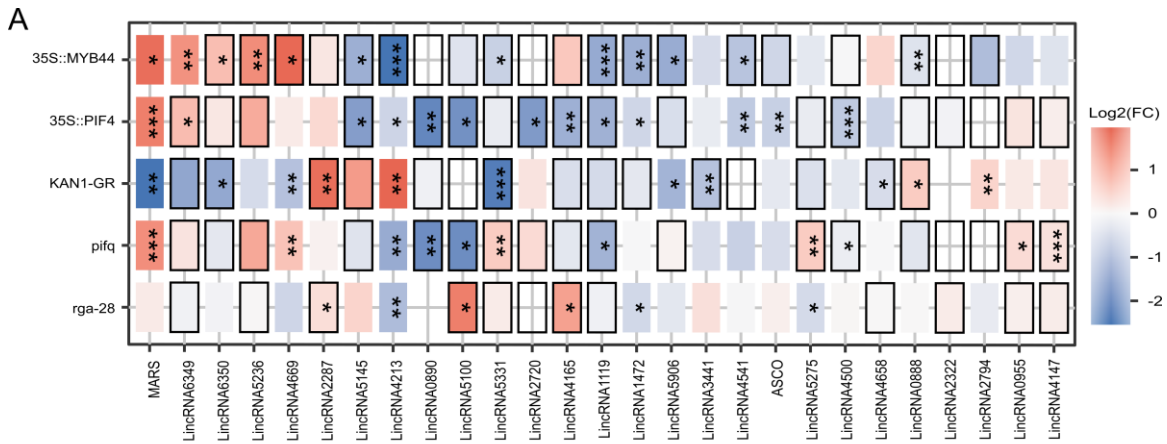 A
35S::MYB44 * ** * ** * * *** * *** ** * * **
35S::PIF4 *** * * * ** * * ** * * ** ** ***
KAN1-GR ** * ** ** ** *** * ** * * **
pifq *** ** ** ** * ** * ** * * ***
rga-28 * ** * * * *
Log2(FC)
1
0
-1
-2
MARS
LincRNA6349
LincRNA6350
LincRNA5236
LincRNA4669
LincRNA2287
LincRNA5145
LincRNA4213
LincRNA0890
LincRNA5100
LincRNA5331
LincRNA2720
LincRNA4165
LincRNA1119
LincRNA1472
LincRNA5906
LincRNA3441
LincRNA4541
ASCO
LincRNA5275
LincRNA4500
LincRNA4658
LincRNA0888
LincRNA2322
LincRNA2794
LincRNA0955
LincRNA4147